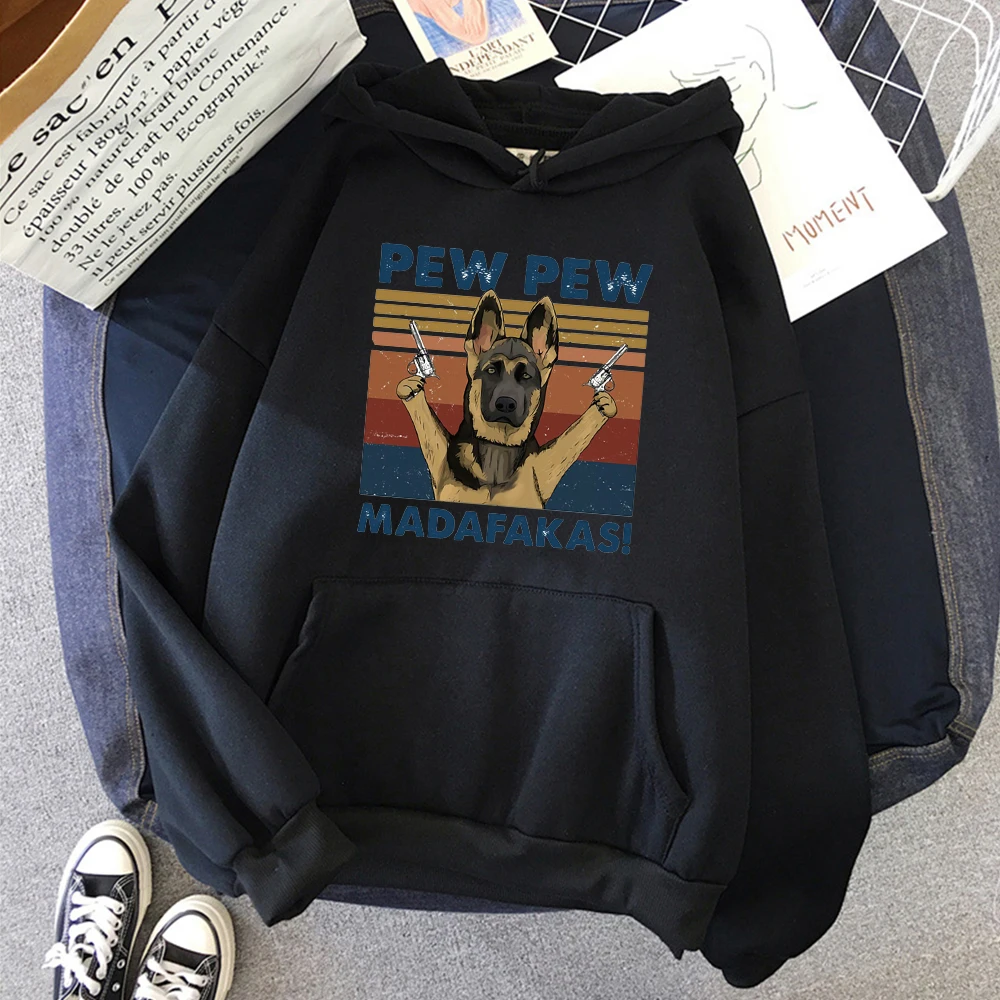 Le sac en
Ce sac est fabriqué à partir d
épaisseur 180g/m². papier végé
100 % naturel. kraft blanc
doublé de kraft brun Contenance :
33 litres. 100 % Ecographik.™
Ne le jetez pas.
il peut servir plusieurs fois.
L'ART
INDÉPENDANT
MOMENT
PEW PEW
MADAFAKAS!